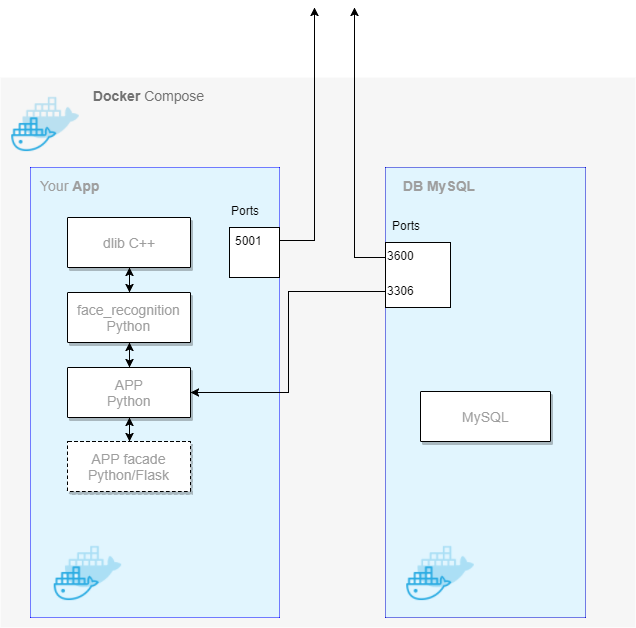 Docker Compose
Your App
Ports
5001
dlib C++
face_recognition
Python
APP
Python
APP facade
Python/Flask
DB MySQL
Ports
3600
3306
MySQL